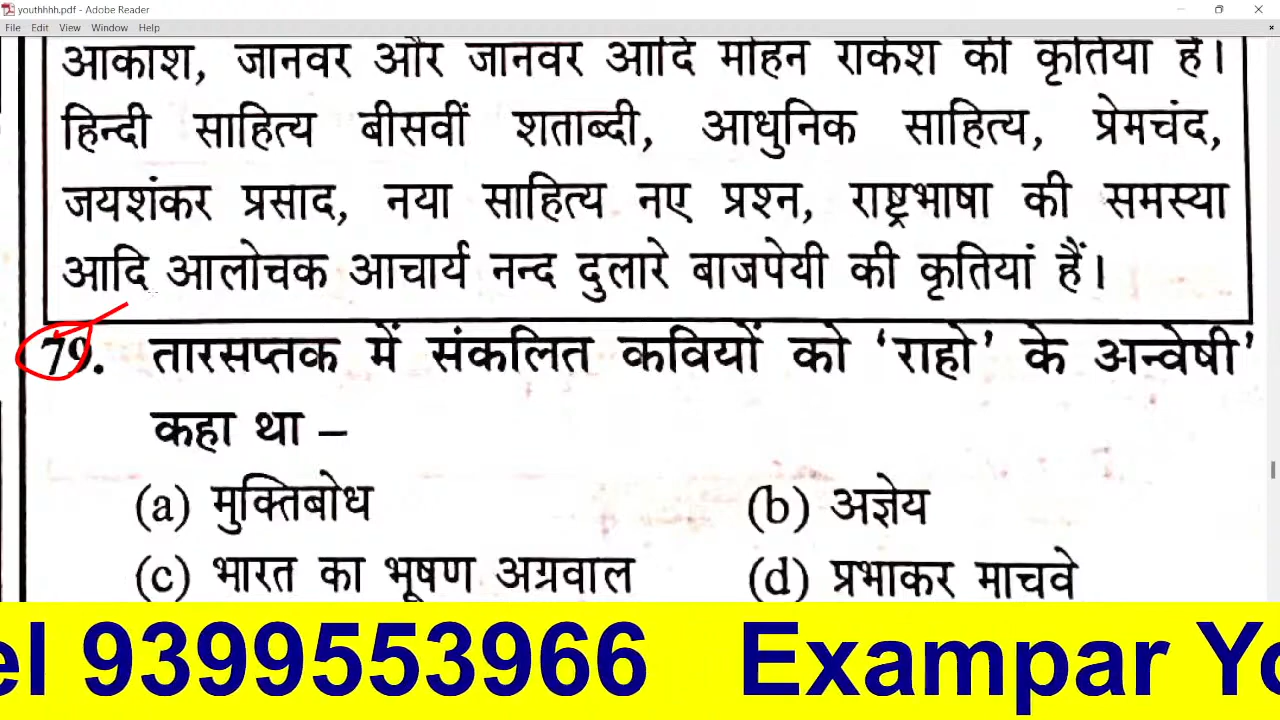 youthhhh.pdf - Adobe Reader
File Edit View Window Help
आकाश, जानवर और जानवर आदि मोहन राकेश की कृतियां हैं।
हिन्दी साहित्य बीसवीं शताब्दी, आधुनिक साहित्य, प्रेमचंद,
जयशंकर प्रसाद, नया साहित्य नए प्रश्न, राष्ट्रभाषा की समस्या
आदि आलोचक आचार्य नन्द दुलारे बाजपेयी की कृतियां हैं।
79. तारसप्तक में संकलित कवियों को ‘राहो’ के अन्वेषी’
कहा था –
(a) मुक्तिबोध (b) अज्ञेय
(c) भारत का भूषण अग्रवाल (d) प्रभाकर माचवे
el 9399553966 Exampar Yo